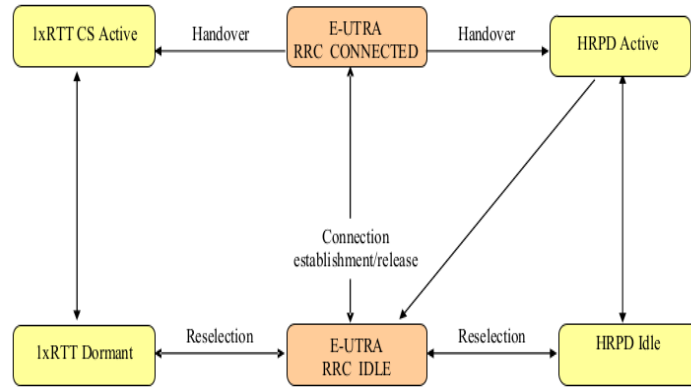 1xRTT CS Active
Handover
E-UTRA
RRC CONNECTED
Handover
HRPD Active
Connection
establishment/release
1xRTT Dormant
Reselection
E-UTRA
RRC IDLE
Reselection
HRPD Idle